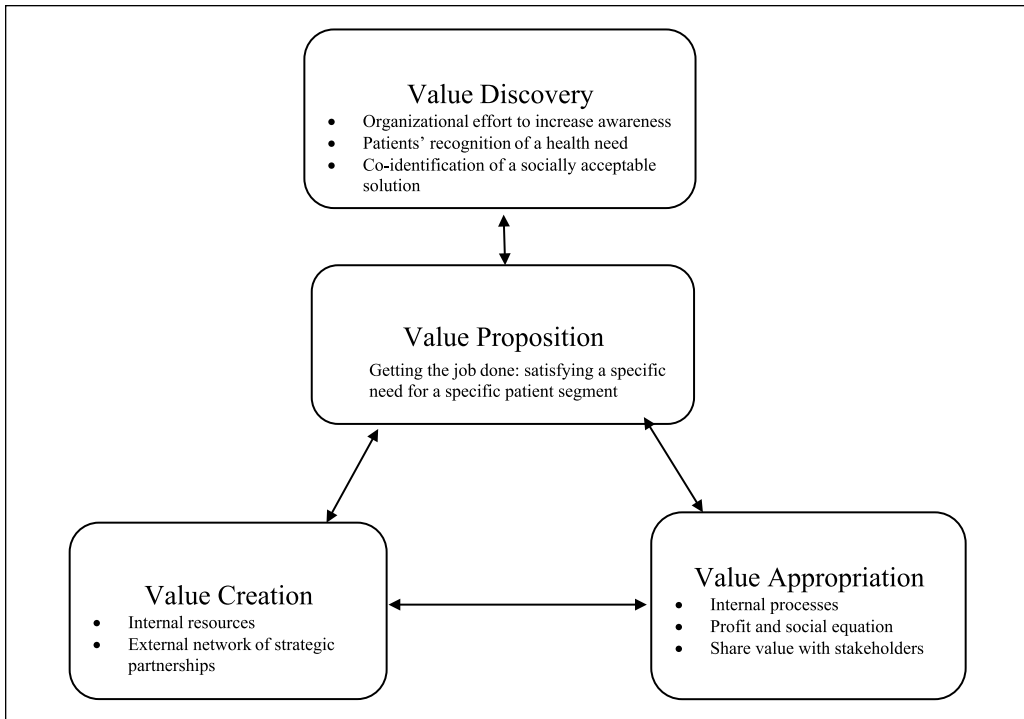 Value Discovery
• Organizational effort to increase awareness
• Patients’ recognition of a health need
• Co-identification of a socially acceptable
solution
Value Proposition
Getting the job done: satisfying a specific
need for a specific patient segment
Value Creation
• Internal resources
• External network of strategic
partnerships
Value Appropriation
• Internal processes
• Profit and social equation
• Share value with stakeholders